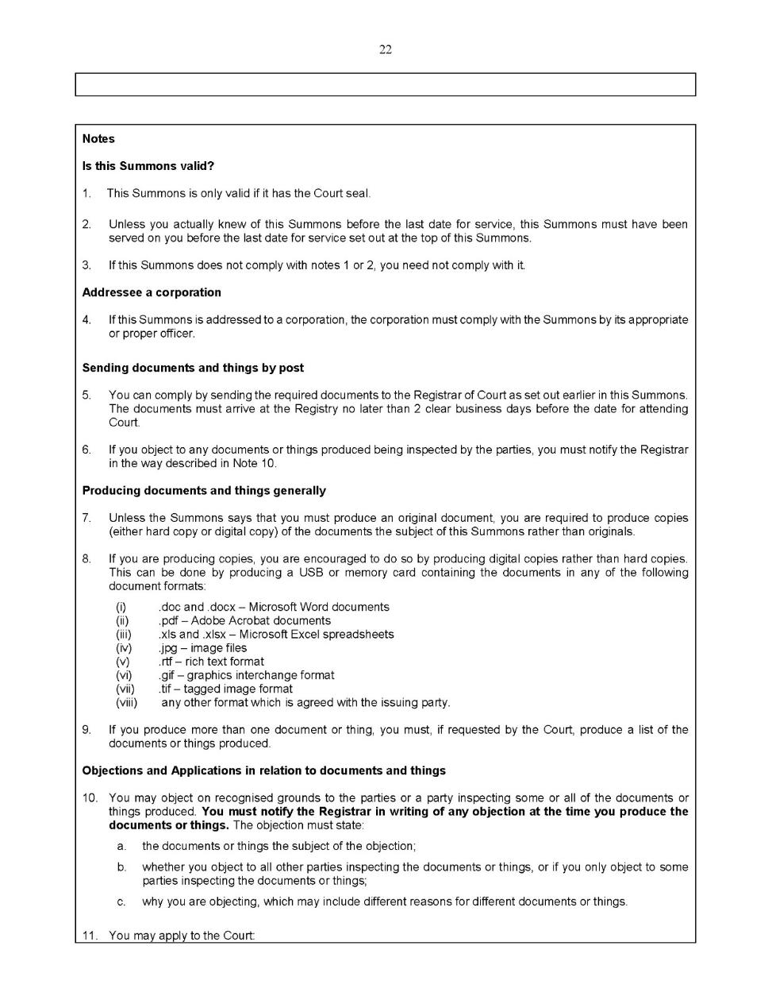 22
Notes
Is this Summons valid?
1. This Summons is only valid if it has the Court seal.
2. Unless you actually knew of this Summons before the last date for service, this Summons must have been
served on you before the last date for service set out at the top of this Summons.
3. If this Summons does not comply with notes 1 or 2, you need not comply with it.
Addressee a corporation
4. If this Summons is addressed to a corporation, the corporation must comply with the Summons by its appropriate
or proper officer.
Sending documents and things by post
5. You can comply by sending the required documents to the Registrar of Court as set out earlier in this Summons.
The documents must arrive at the Registry no later than 2 clear business days before the date for attending
Court.
6. If you object to any documents or things produced being inspected by the parties, you must notify the Registrar
in the way described in Note 10.
Producing documents and things generally
7. Unless the Summons says that you must produce an original document, you are required to produce copies
(either hard copy or digital copy) of the documents the subject of this Summons rather than originals.
8. If you are producing copies, you are encouraged to do so by producing digital copies rather than hard copies.
This can be done by producing a USB or memory card containing the documents in any of the following
document formats:
(i) .doc and .docx – Microsoft Word documents
(ii) .pdf – Adobe Acrobat documents
(iii) .xls and .xlsx – Microsoft Excel spreadsheets
(iv) .jpg – image files
(v) .rtf – rich text format
(vi) .gif – graphics interchange format
(vii) .tif – tagged image format
(viii) any other format which is agreed with the issuing party.
9. If you produce more than one document or thing, you must, if requested by the Court, produce a list of the
documents or things produced.
Objections and Applications in relation to documents and things
10. You may object on recognised grounds to the parties or a party inspecting some or all of the documents or
things produced. You must notify the Registrar in writing of any objection at the time you produce the
documents or things. The objection must state:
a. the documents or things the subject of the objection;
b. whether you object to all other parties inspecting the documents or things, or if you only object to some
parties inspecting the documents or things;
c. why you are objecting, which may include different reasons for different documents or things.
11. You may apply to the Court: